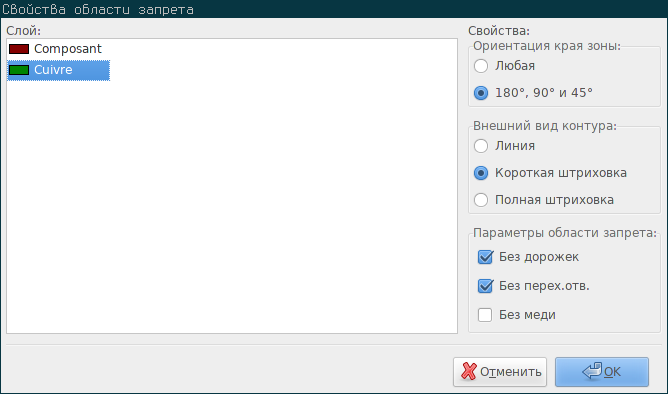 Свойства области запрета
Слой:
Composant
Cuivre
Свойства:
Ориентация края зоны:
Любая
180°, 90° и 45°
Внешний вид контура:
Линия
Короткая штриховка
Полная штриховка
Параметры области запрета:
Без дорожек
Без перех.отв.
Без меди
Отменить
OK